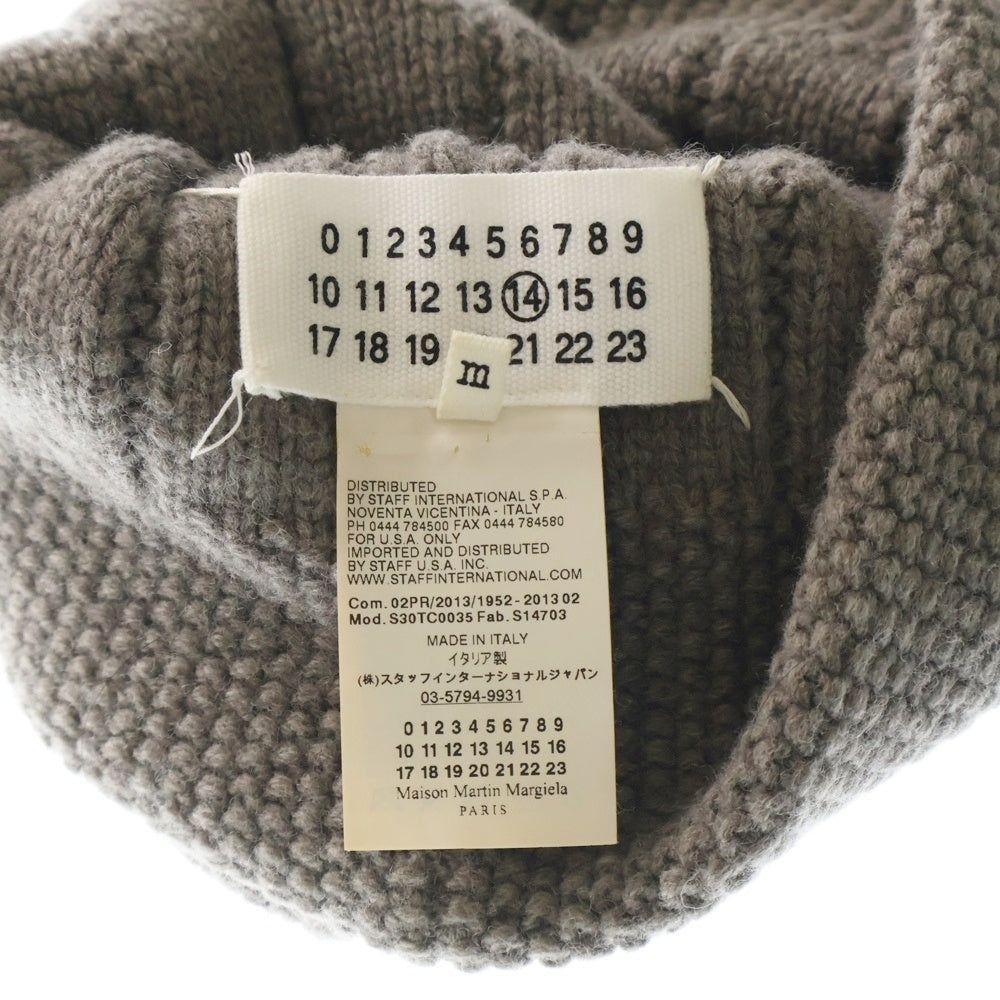 0 1 2 3 4 5 6 7 8 9
10 11 12 13 14 15 16
17 18 19 21 22 23
m
DISTRIBUTED
BY STAFF INTERNATIONAL S.P.A.
NOVENTA VICENTINA - ITALY
PH 0444 784500 FAX 0444 784580
FOR U.S.A. ONLY
IMPORTED AND DISTRIBUTED
BY STAFF U.S.A. INC.
WWW.STAFFINTERNATIONAL.COM
Com. 02PR/2013/1952 - 2013 02
Mod. S30TC0035 Fab. S14703
MADE IN ITALY
イタリア製
(株)スタッフインターナショナルジャパン
03-5794-9931
0 1 2 3 4 5 6 7 8 9
10 11 12 13 14 15 16
17 18 19 20 21 22 23
Maison Martin Margiela
PARIS